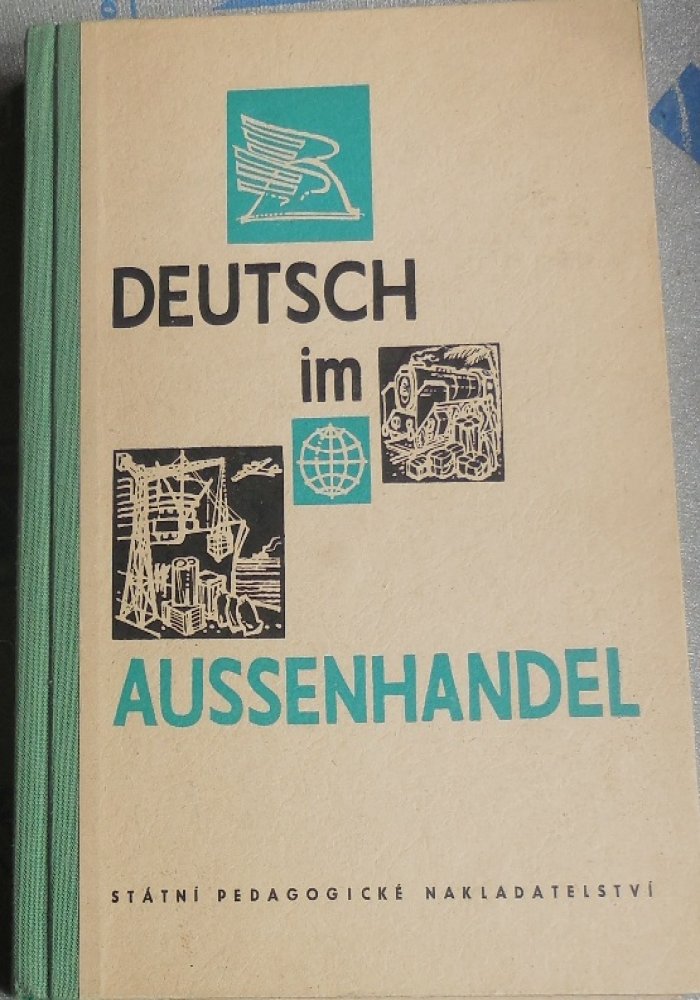 DEUTSCH
im
AUSSENHANDEL
STÁTNÍ PEDAGOGICKÉ NAKLADATELSTVÍ